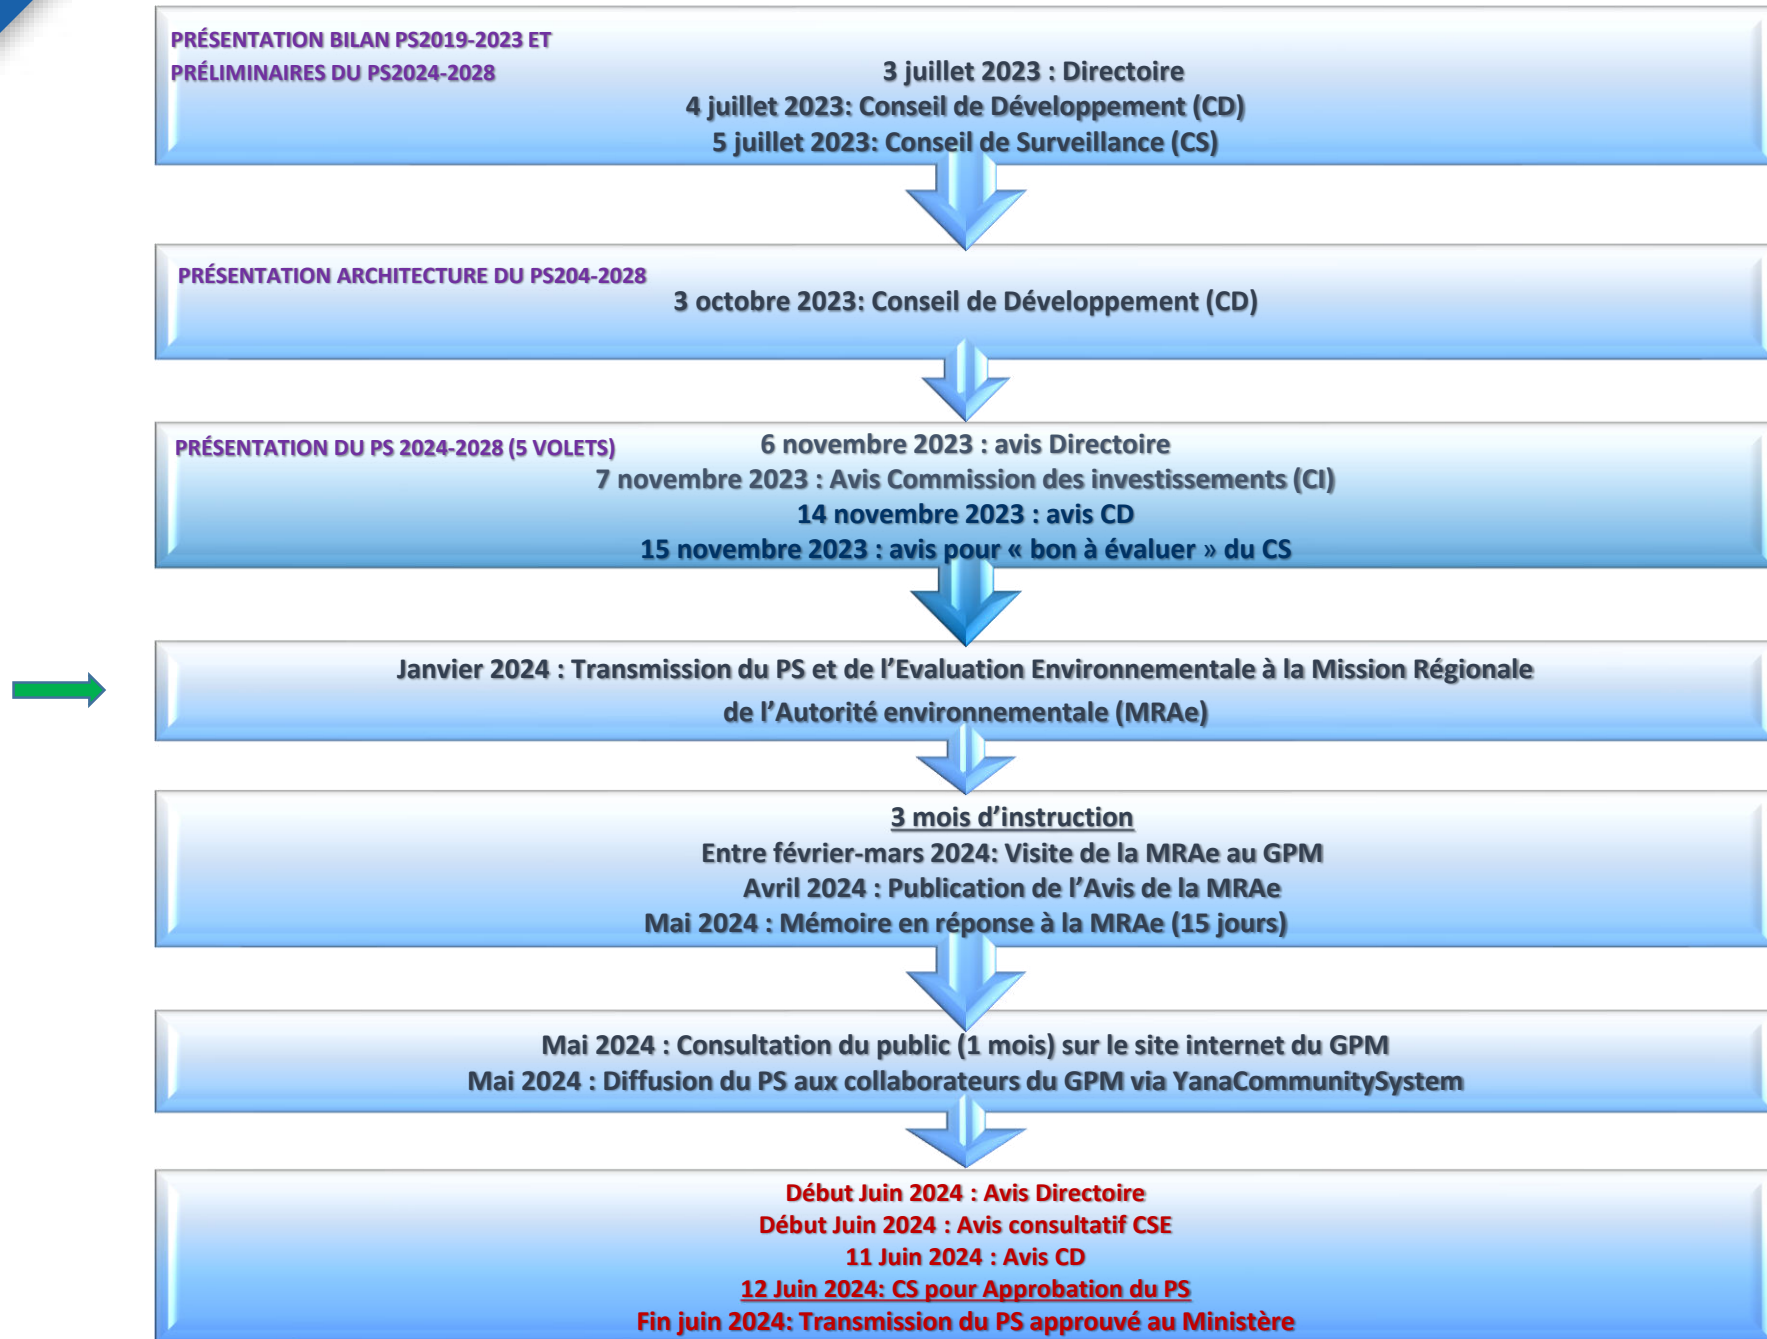 PRÉSENTATION BILAN PS2019-2023 ET
PRÉLIMINAIRES DU PS2024-2028
3 juillet 2023 : Directoire
4 juillet 2023: Conseil de Développement (CD)
5 juillet 2023: Conseil de Surveillance (CS)
PRÉSENTATION ARCHITECTURE DU PS204-2028
3 octobre 2023: Conseil de Développement (CD)
PRÉSENTATION DU PS 2024-2028 (5 VOLETS)
6 novembre 2023 : avis Directoire
7 novembre 2023 : Avis Commission des investissements (CI)
14 novembre 2023 : avis CD
15 novembre 2023 : avis pour « bon à évaluer » du CS
Janvier 2024 : Transmission du PS et de l’Evaluation Environnementale à la Mission Régionale
de l’Autorité environnementale (MRAe)
3 mois d’instruction
Entre février-mars 2024: Visite de la MRAe au GPM
Avril 2024 : Publication de l’Avis de la MRAe
Mai 2024 : Mémoire en réponse à la MRAe (15 jours)
Mai 2024 : Consultation du public (1 mois) sur le site internet du GPM
Mai 2024 : Diffusion du PS aux collaborateurs du GPM via YanaCommunitySystem
Début Juin 2024 : Avis Directoire
Début Juin 2024 : Avis consultatif CSE
11 Juin 2024 : Avis CD
12 Juin 2024: CS pour Approbation du PS
Fin juin 2024: Transmission du PS approuvé au Ministère